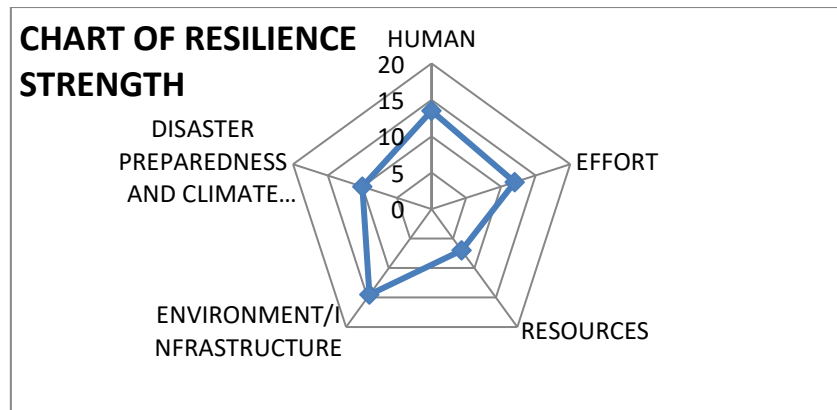 CHART OF RESILIENCE
STRENGTH
HUMAN
20
15
10
5
0
EFFORT
RESOURCES
ENVIRONMENT/I
NFRASTRUCTURE
DISASTER
PREPAREDNESS
AND CLIMATE...